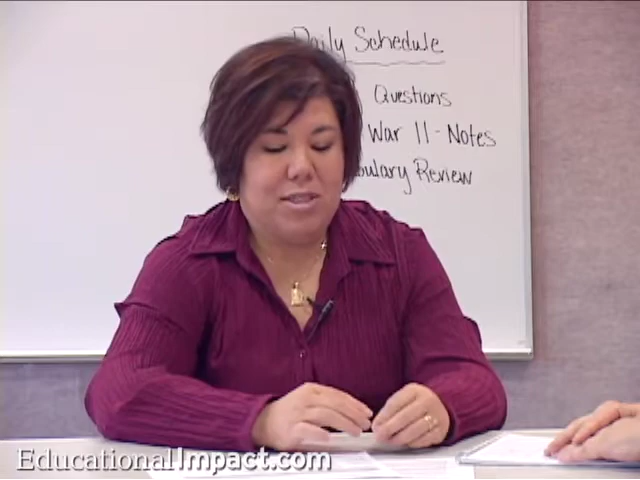 Daily Schedule
Questions
War II - Notes
Review
EducationalImpact.com